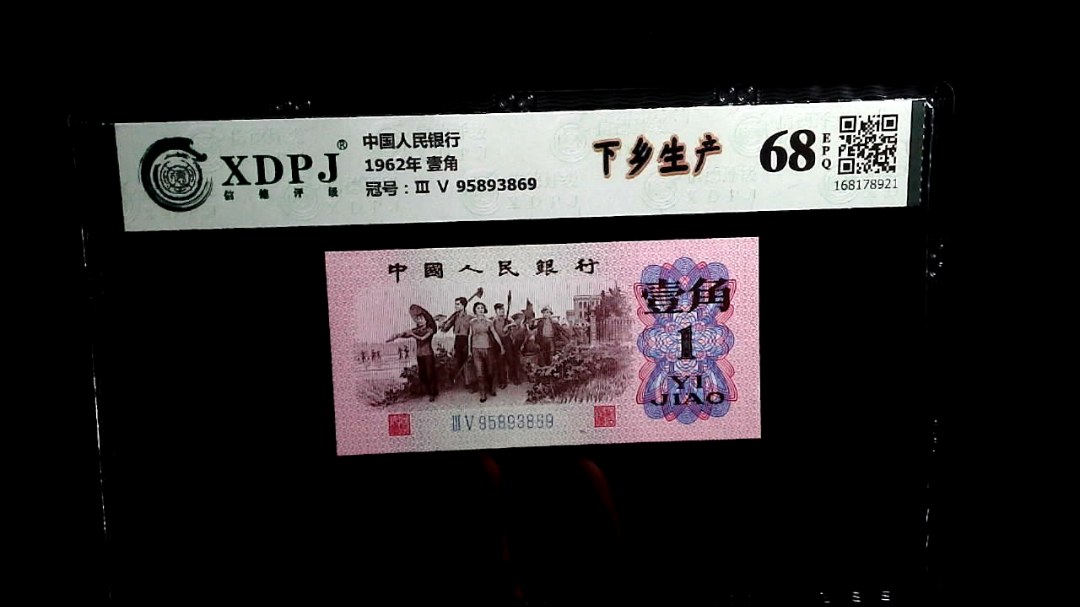 XDPJ®
信德评级
中国人民银行
1962年 壹角
冠号：Ⅲ Ⅴ 95893869
下乡生产
68
EPQ
168178921
中國人民銀行
壹角
1
YI
JIAO
ⅢⅤ95893869